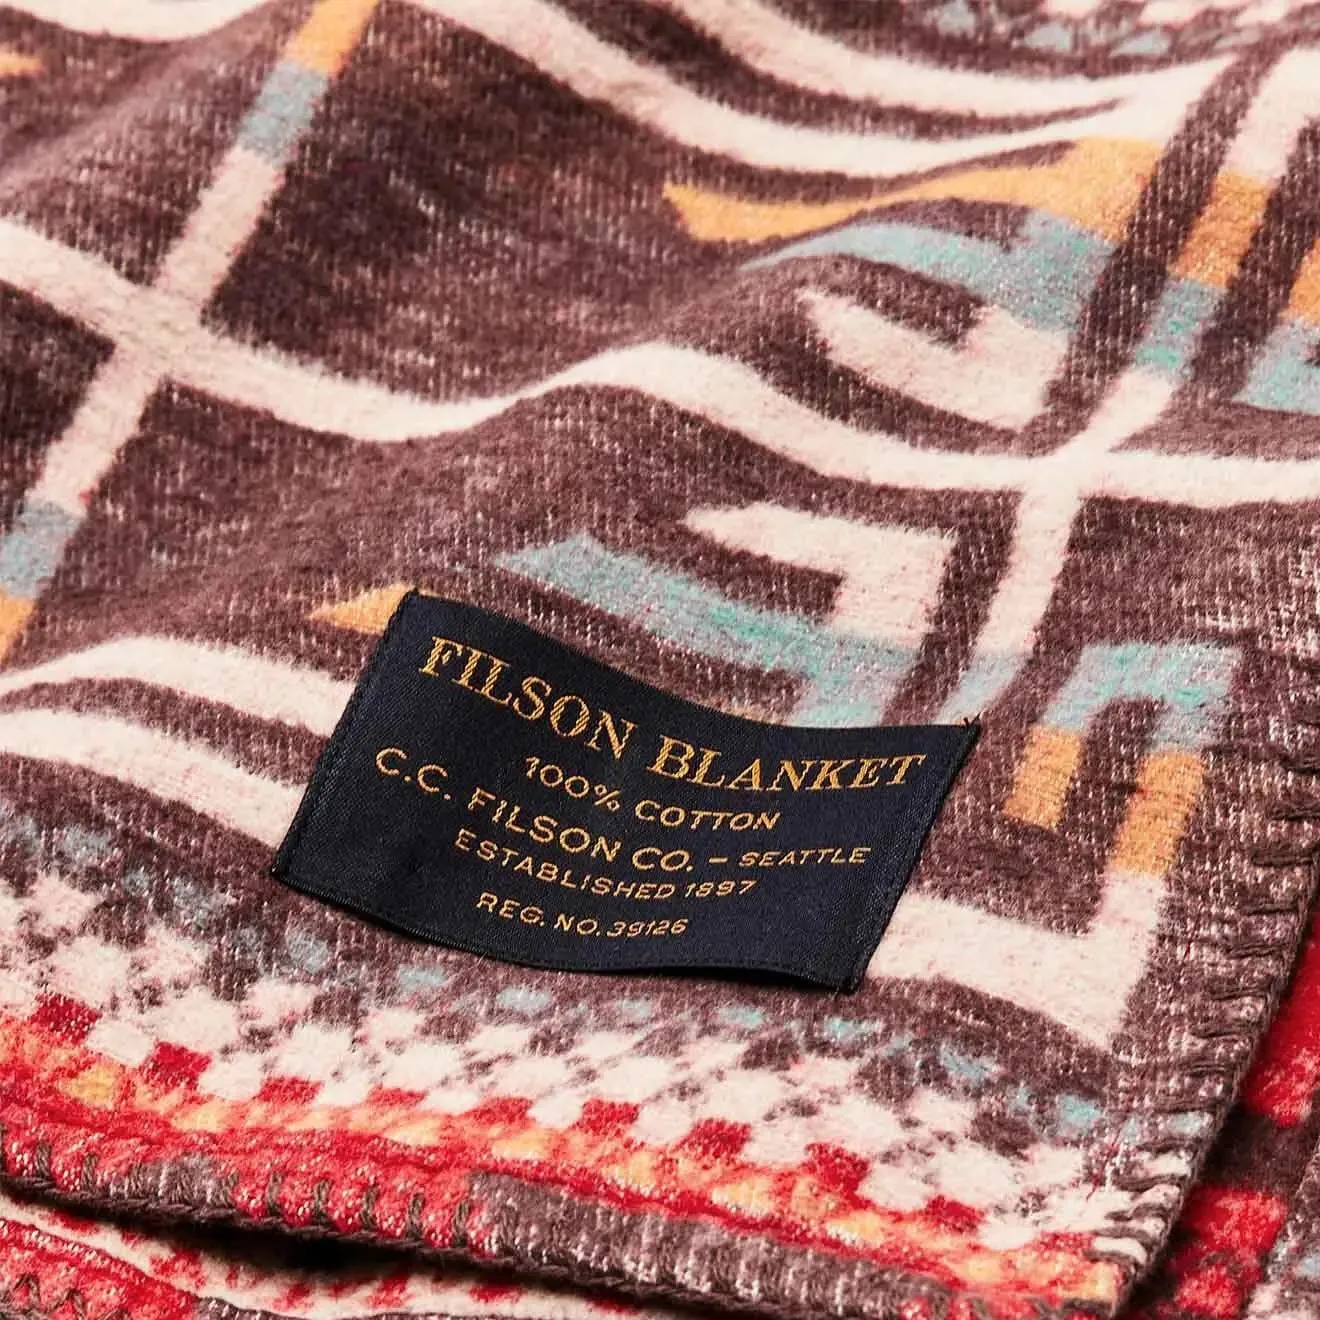 FILSON BLANKET
100% COTTON
C.C. FILSON CO. – SEATTLE
ESTABLISHED 1897
REG. NO. 39126